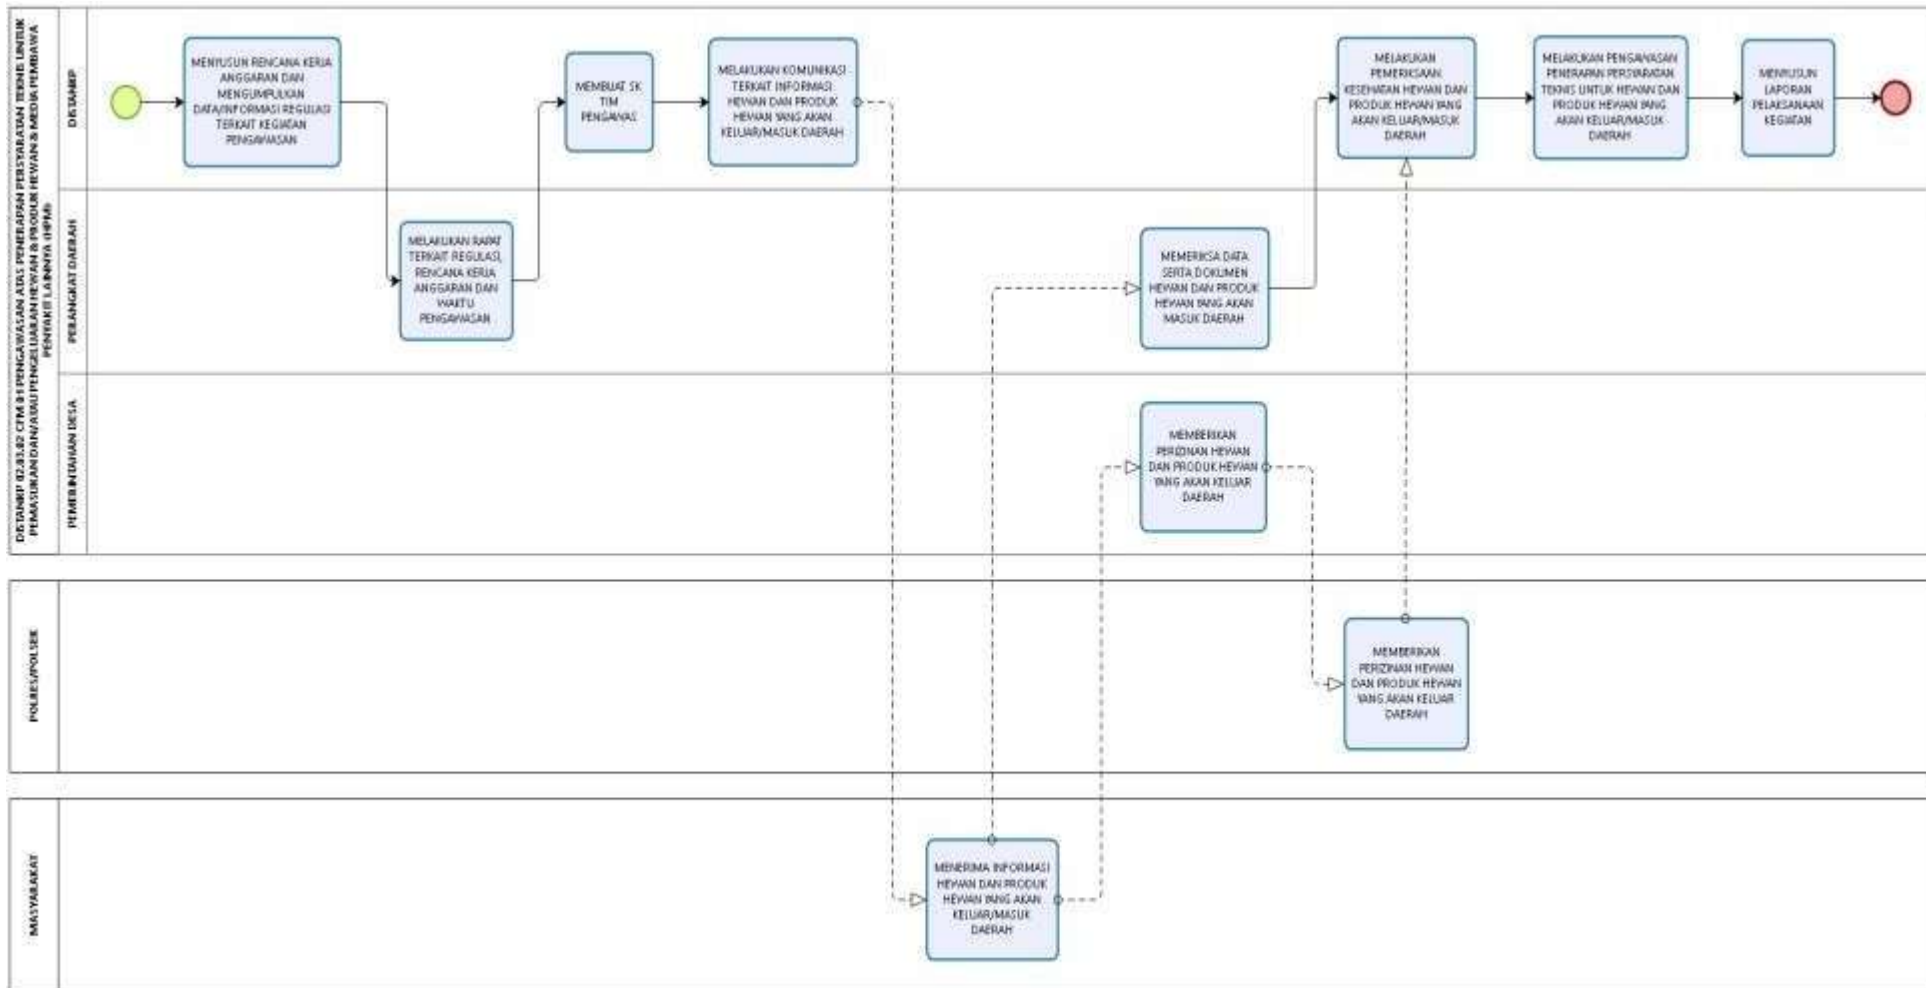 DISTANKP 02.03.02 CFM
PENGAWASAN ATAS PENERAPAN PERSYARATAN TEKNIS UNTUK
PEMASUKAN DAN/ATAU PENGELUARAN HEWAN & PRODUK HEWAN & MEDIA PEMBAWA
PENYAKIT LAINNYA (HPM)
DISTANKP
MENYUSUN RENCANA KERJA
ANGGARAN DAN
MENGUMPULKAN
DATA/INFORMASI REGULASI
TERKAIT KEGIATAN
PENGAWASAN
MEMBUAT SK
TIM
PENGAWAS
MELAKUKAN KOMUNIKASI
TERKAIT INFORMASI
HEWAN DAN PRODUK
HEWAN YANG AKAN
KELUAR/MASUK DAERAH
MELAKUKAN
PEMERIKSAAN
KESEHATAN HEWAN DAN
PRODUK HEWAN YANG
AKAN KELUAR/MASUK
DAERAH
MELAKUKAN PENGAWASAN
PENERAPAN PERSYARATAN
TEKNIS UNTUK HEWAN DAN
PRODUK HEWAN YANG
AKAN KELUAR/MASUK
DAERAH
MENYUSUN
LAPORAN
PELAKSANAAN
KEGIATAN
PERANGKAT DAERAH
MELAKUKAN RAPAT
TERKAIT REGULASI,
RENCANA KERJA
ANGGARAN DAN
WAKTU
PENGAWASAN
MEMERIKSA DATA
SERTA DOKUMEN
HEWAN DAN PRODUK
HEWAN YANG AKAN
MASUK DAERAH
PEMERINTAHAN DESA
MEMBERIKAN
PERIZINAN HEWAN
DAN PRODUK HEWAN
YANG AKAN KELUAR
DAERAH
POLRES/POLSEK
MEMBERIKAN
PERIZINAN HEWAN
DAN PRODUK HEWAN
YANG AKAN KELUAR
DAERAH
MASYARAKAT
MENERIMA INFORMASI
HEWAN DAN PRODUK
HEWAN YANG AKAN
KELUAR/MASUK
DAERAH